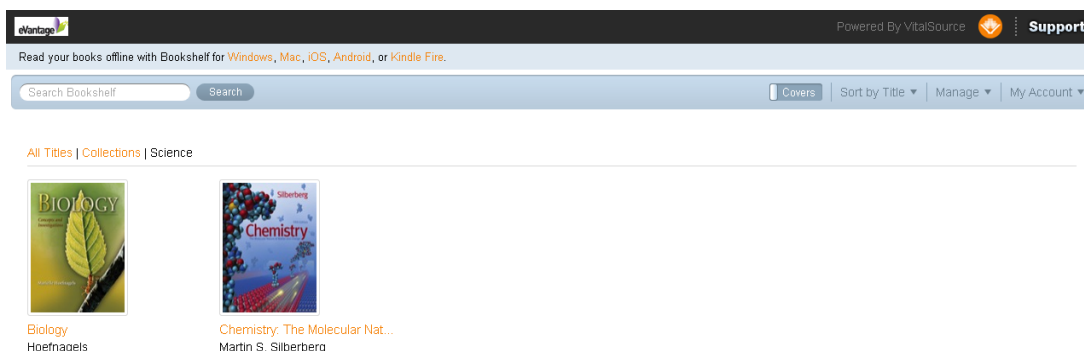 eVantage
Powered By VitalSource
Support
Read your books offline with Bookshelf for Windows, Mac, iOS, Android, or Kindle Fire.
Search Bookshelf
Search
Covers
Sort by Title
Manage
My Account
All Titles | Collections | Science
BIOLOGY
Silberberg
Chemistry
Biology
Chemistry: The Molecular Nat...
Hoefnagels
Martin S. Silberberg